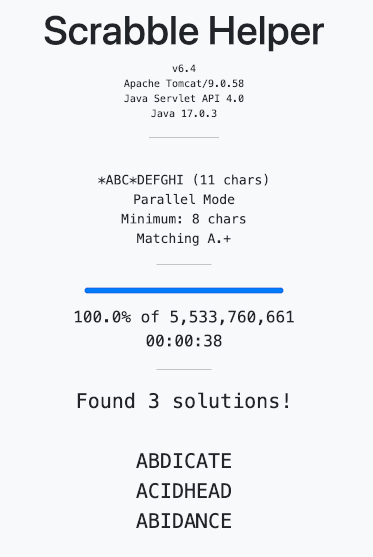 Scrabble Helper
v6.4
Apache Tomcat/9.0.58
Java Servlet API 4.0
Java 17.0.3
*ABC*DEFGHI (11 chars)
Parallel Mode
Minimum: 8 chars
Matching A.+
100.0% of 5,533,760,661
00:00:38
Found 3 solutions!
ABDICATE
ACIDHEAD
ABIDANCE